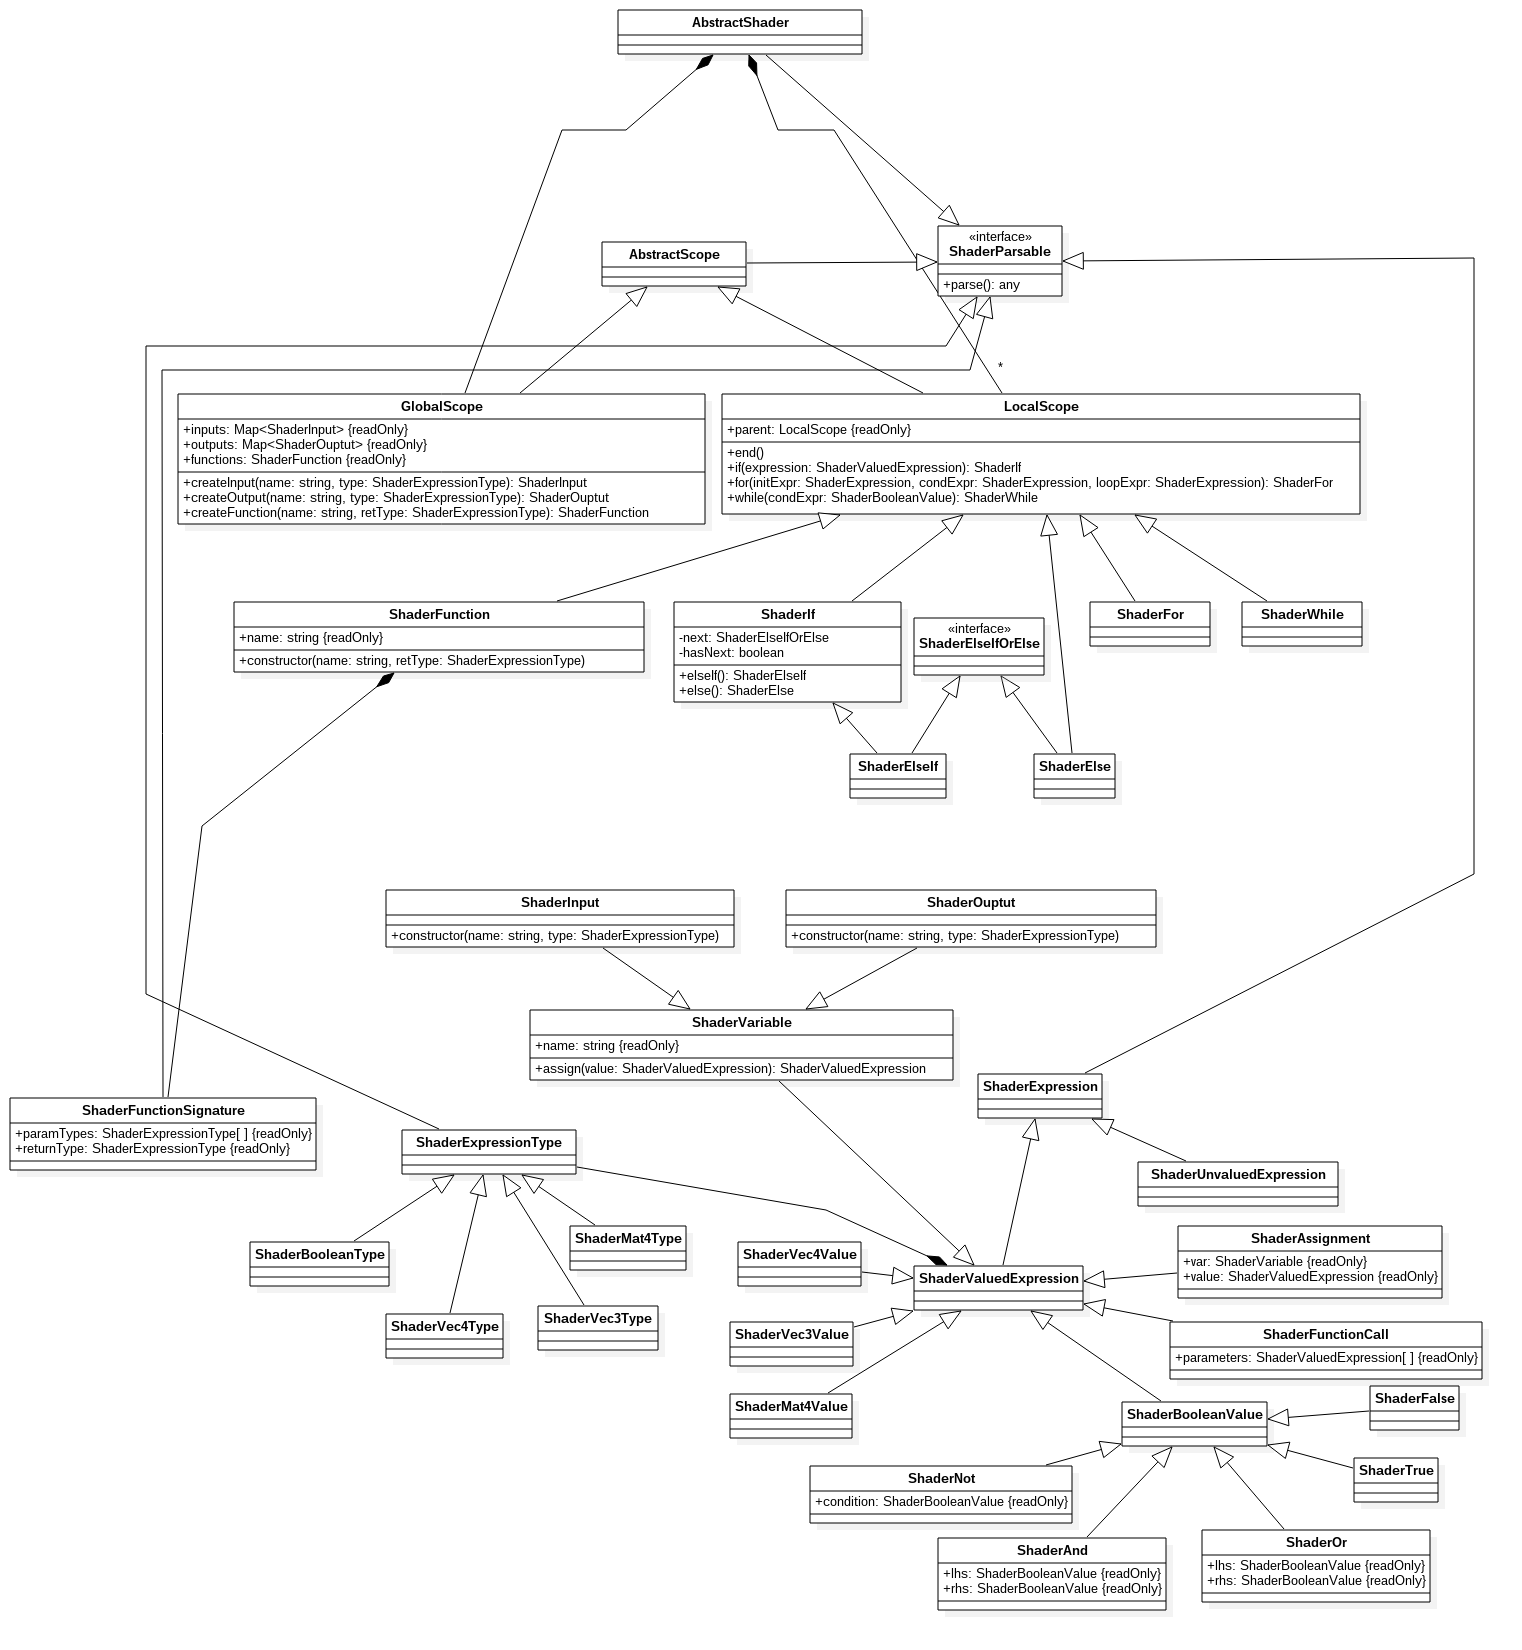 AbstractShader
«interface»
ShaderParsable
+parse(): any
AbstractScope
*
GlobalScope
+inputs: Map<ShaderInput> {readOnly}
+outputs: Map<ShaderOuptut> {readOnly}
+functions: ShaderFunction {readOnly}
+createInput(name: string, type: ShaderExpressionType): ShaderInput
+createOutput(name: string, type: ShaderExpressionType): ShaderOuptut
+createFunction(name: string, retType: ShaderExpressionType): ShaderFunction
LocalScope
+parent: LocalScope {readOnly}
+end()
+if(expression: ShaderValuedExpression): ShaderIf
+for(initExpr: ShaderExpression, condExpr: ShaderExpression, loopExpr: ShaderExpression): ShaderFor
+while(condExpr: ShaderBooleanValue): ShaderWhile
ShaderFunction
+name: string {readOnly}
+constructor(name: string, retType: ShaderExpressionType)
ShaderIf
-next: ShaderElseIfOrElse
-hasNext: boolean
+elseIf(): ShaderElseIf
+else(): ShaderElse
«interface»
ShaderElseIfOrElse
ShaderFor
ShaderWhile
ShaderElseIf
ShaderElse
ShaderInput
+constructor(name: string, type: ShaderExpressionType)
ShaderOuptut
+constructor(name: string, type: ShaderExpressionType)
ShaderVariable
+name: string {readOnly}
+assign(value: ShaderValuedExpression): ShaderValuedExpression
ShaderExpression
ShaderFunctionSignature
+paramTypes: ShaderExpressionType[ ] {readOnly}
+returnType: ShaderExpressionType {readOnly}
ShaderExpressionType
ShaderUnvaluedExpression
ShaderBooleanType
ShaderMat4Type
ShaderVec4Type
ShaderVec3Type
ShaderVec4Value
ShaderValuedExpression
ShaderAssignment
+var: ShaderVariable {readOnly}
+value: ShaderValuedExpression {readOnly}
ShaderVec3Value
ShaderFunctionCall
+parameters: ShaderValuedExpression[ ] {readOnly}
ShaderMat4Value
ShaderBooleanValue
ShaderFalse
ShaderNot
+condition: ShaderBooleanValue {readOnly}
ShaderTrue
ShaderAnd
+lhs: ShaderBooleanValue {readOnly}
+rhs: ShaderBooleanValue {readOnly}
ShaderOr
+lhs: ShaderBooleanValue {readOnly}
+rhs: ShaderBooleanValue {readOnly}